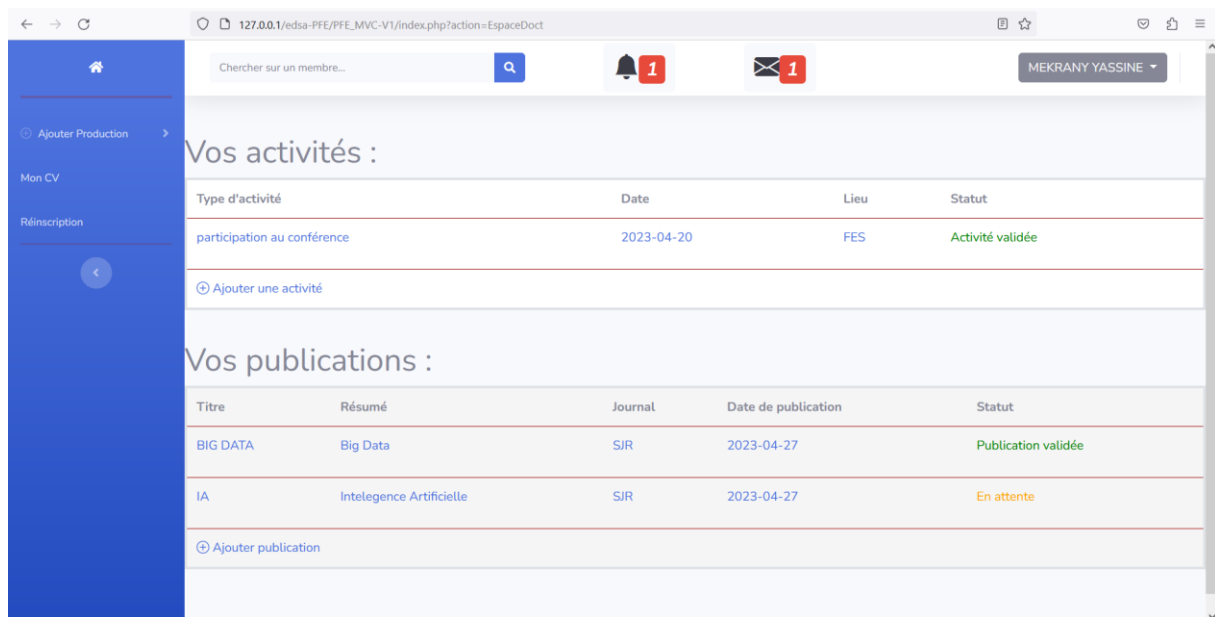 127.0.0.1/edsa-PFE/PFE_MVC-V1/index.php?action=EspaceDoct
Chercher sur un membre...
1
1
MEKRANY YASSINE
Ajouter Production
Mon CV
Réinscription
Vos activités :
Type d'activité Date Lieu Statut
participation au conférence 2023-04-20 FES Activité validée
Ajouter une activité
Vos publications :
Titre Résumé Journal Date de publication Statut
BIG DATA Big Data SJR 2023-04-27 Publication validée
IA Intelegence Artificielle SJR 2023-04-27 En attente
Ajouter publication